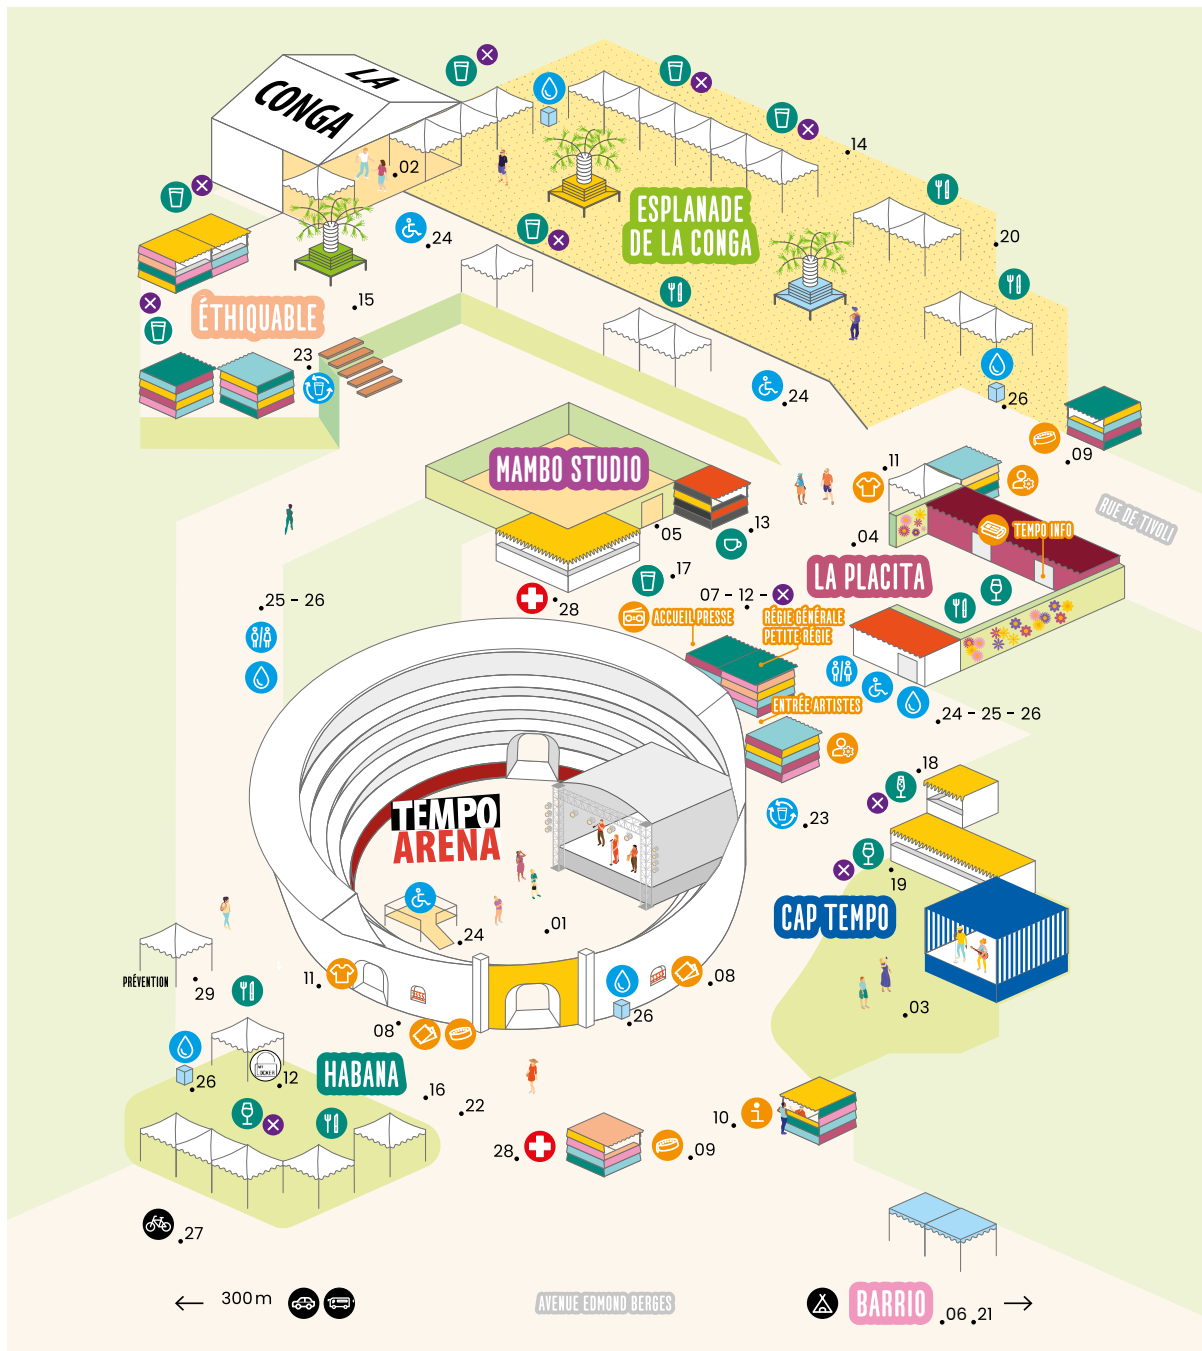 LA
CONGA
.02
.14
ESPLANADE
DE LA CONGA
.24
.20
ÉTHIQUABLE
.15
23
.24
.26
.09
MAMBO STUDIO
.11
RUE DE TIVOLI
.13
.05
.04
TEMPO INFO
LA PLACITA
.17
07 - 12 -
.28
.25 - 26
ACCUEIL PRESSE
RÉGIE GÉNÉRALE
PETITE RÉGIE
ENTRÉE ARTISTES
.24 - 25 - 26
.18
TEMPO
ARENA
.23
19
CAP TEMPO
.01
.24
PRÉVENTION
29
11.
.08
.26
.03
08
MY
LOCKER
.12
.26
HABANA
.16
.22
10.
28.
.09
.27
300 m
AVENUE EDMOND BERGES
BARRIO
.06 .21